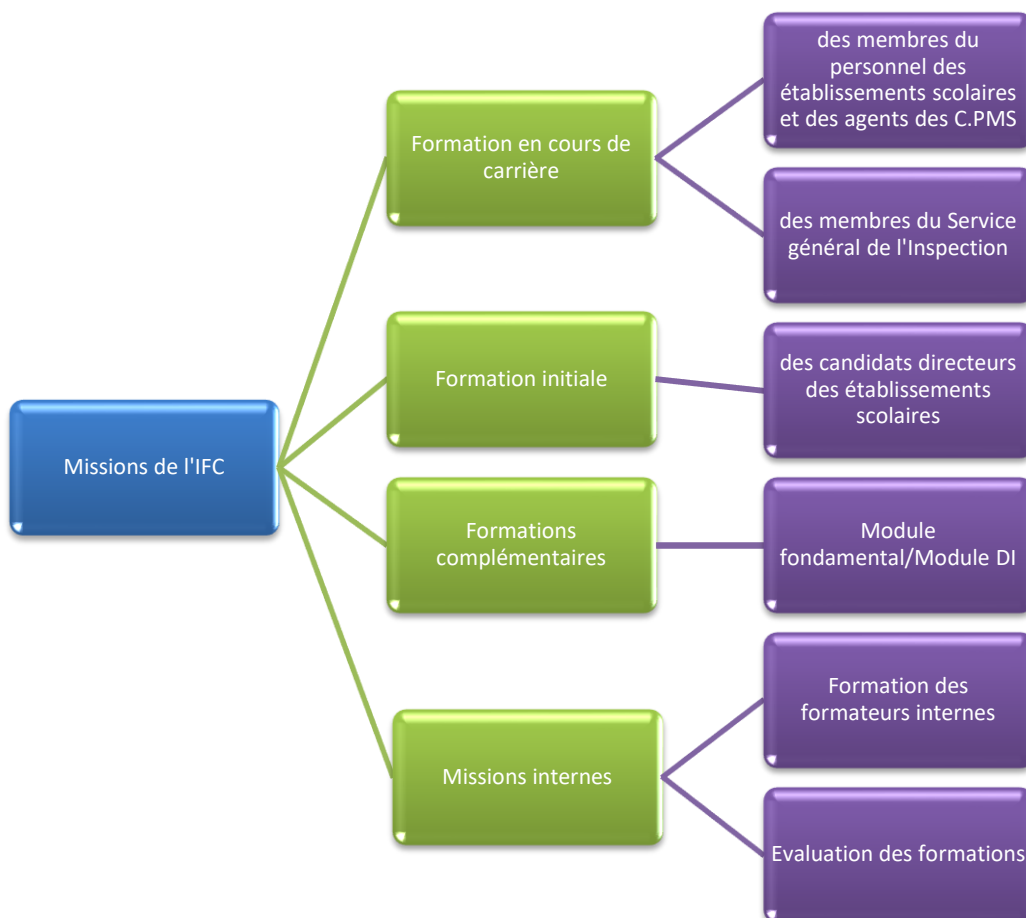 Missions de l'IFC
Formation en cours de
carrière
des membres du
personnel des
établissements scolaires
et des agents des C.PMS
des membres du Service
général de l'Inspection
Formation initiale
des candidats directeurs
des établissements
scolaires
Formations
complémentaires
Module
fondamental/Module DI
Missions internes
Formation des
formateurs internes
Evaluation des formations